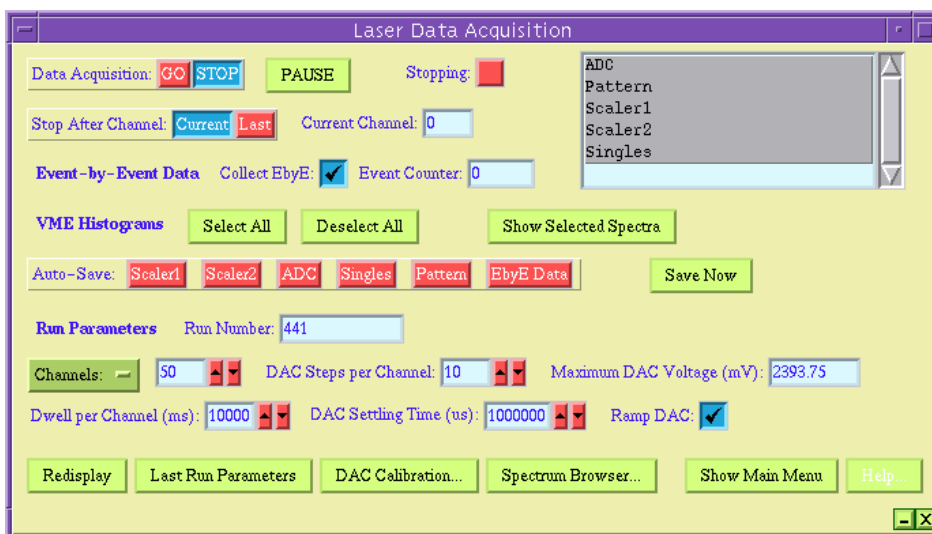 Laser Data Acquisition
Data Acquisition: GO STOP PAUSE Stopping:
ADC
Pattern
Scaler1
Scaler2
Singles
Stop After Channel: Current Last Current Channel: 0
Event-by-Event Data Collect EbyE: Event Counter: 0
VME Histograms Select All Deselect All Show Selected Spectra
Auto-Save: Scaler1 Scaler2 ADC Singles Pattern EbyE Data Save Now
Run Parameters Run Number: 441
Channels: 50 DAC Steps per Channel: 10 Maximum DAC Voltage (mV): 2393.75
Dwell per Channel (ms): 10000 DAC Settling Time (us): 1000000 Ramp DAC:
Redisplay Last Run Parameters DAC Calibration... Spectrum Browser... Show Main Menu Help...